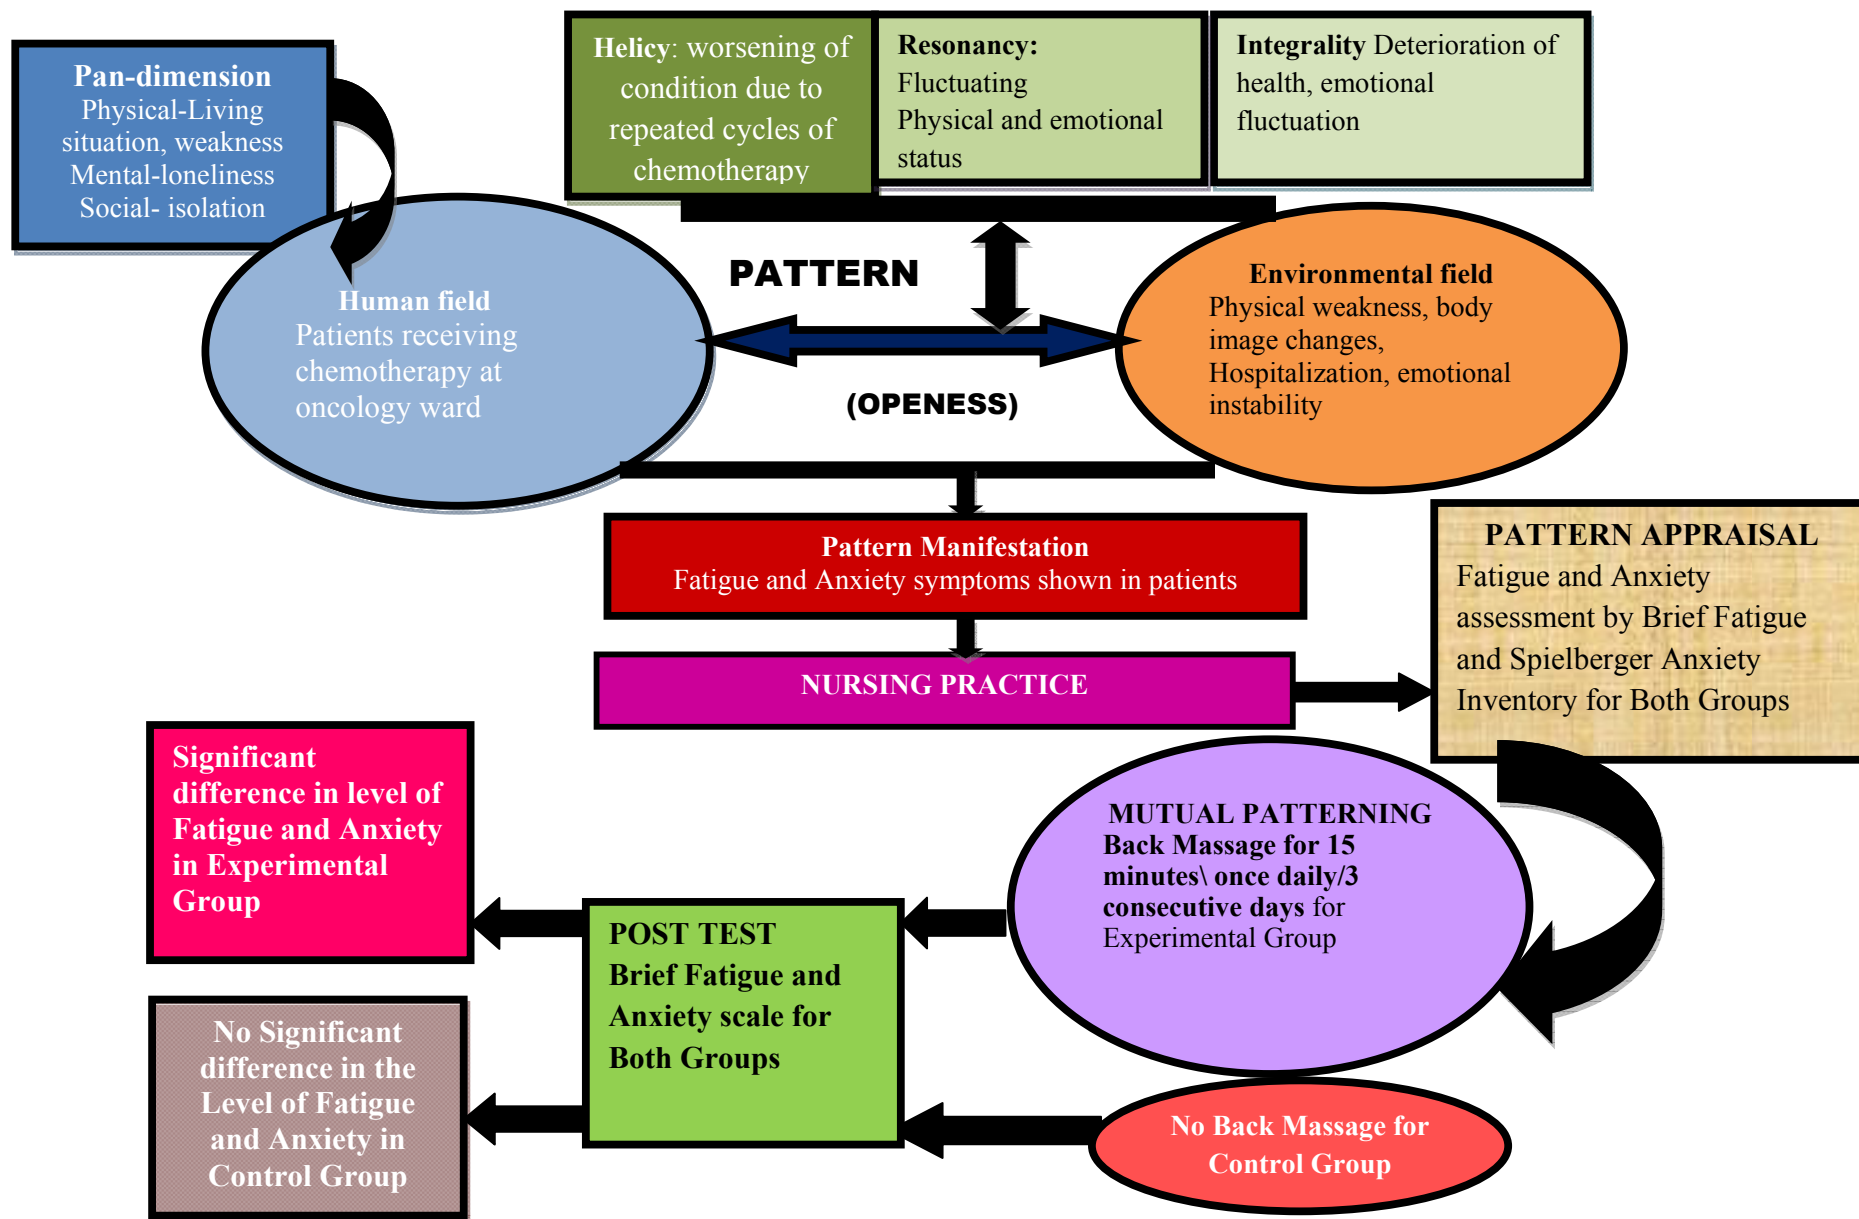 Pan-dimension
Physical-Living
situation, weakness
Mental-loneliness
Social- isolation
Helicy: worsening of
condition due to
repeated cycles of
chemotherapy
Resonancy:
Fluctuating
Physical and emotional
status
Integrality Deterioration of
health, emotional
fluctuation
PATTERN
Human field
Patients receiving
chemotherapy at
oncology ward
(OPENESS)
Environmental field
Physical weakness, body
image changes,
Hospitalization, emotional
instability
Pattern Manifestation
Fatigue and Anxiety symptoms shown in patients
NURSING PRACTICE
PATTERN APPRAISAL
Fatigue and Anxiety
assessment by Brief Fatigue
and Spielberger Anxiety
Inventory for Both Groups
MUTUAL PATTERNING
Back Massage for 15
minutes\ once daily/3
consecutive days for
Experimental Group
No Back Massage for
Control Group
POST TEST
Brief Fatigue and
Anxiety scale for
Both Groups
Significant
difference in level of
Fatigue and Anxiety
in Experimental
Group
No Significant
difference in the
Level of Fatigue
and Anxiety in
Control Group